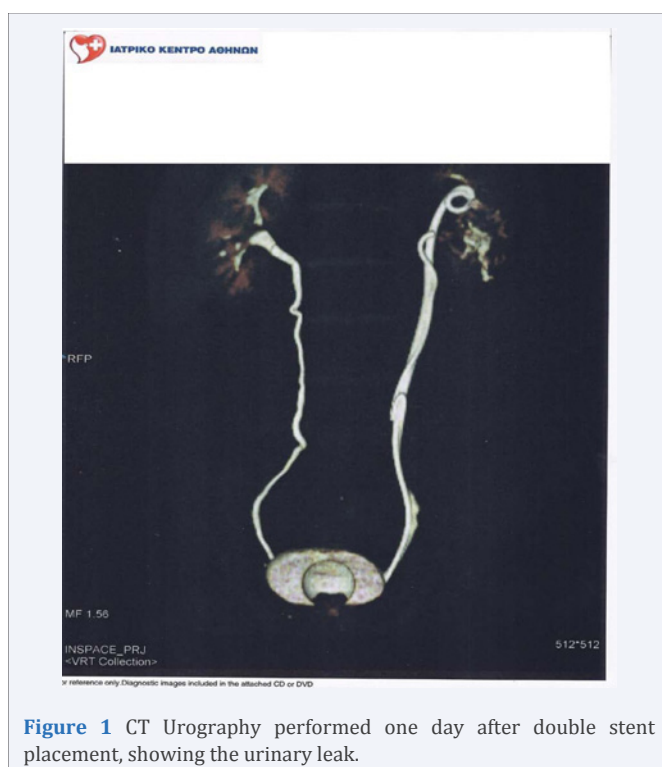 ΙΑΤΡΙΚΟ ΚΕΝΤΡΟ ΑΘΗΝΩΝ
*RFP
MF 1.56
INSPACE_PRJ
<VRT Collection>
512*512
or reference only.Diagnostic images included in the attached CD or DVD
Figure 1 CT Urography performed one day after double stent
placement, showing the urinary leak.